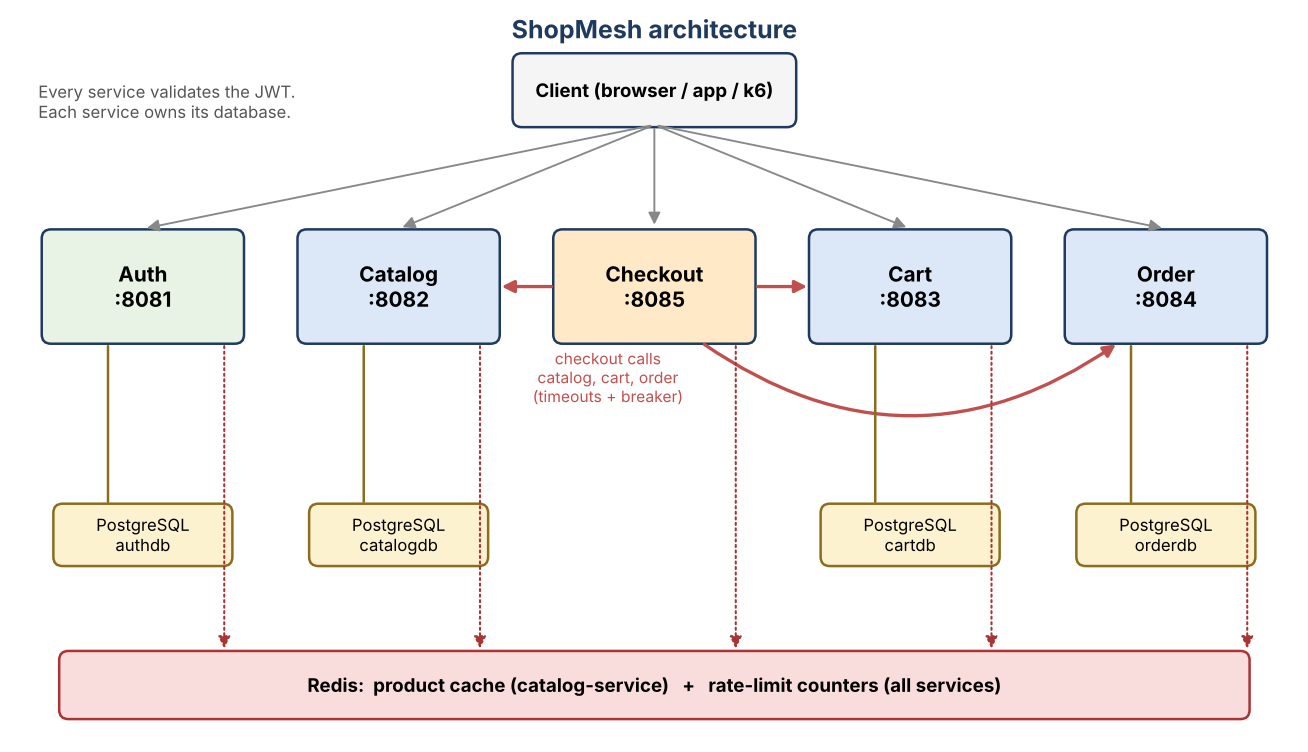 ShopMesh architecture
Client (browser / app / k6)
Every service validates the JWT.
Each service owns its database.
Auth
:8081
Catalog
:8082
Checkout
:8085
Cart
:8083
Order
:8084
checkout calls
catalog, cart, order
(timeouts + breaker)
PostgreSQL
authdb
PostgreSQL
catalogdb
PostgreSQL
cartdb
PostgreSQL
orderdb
Redis:  product cache (catalog-service)   +   rate-limit counters (all services)